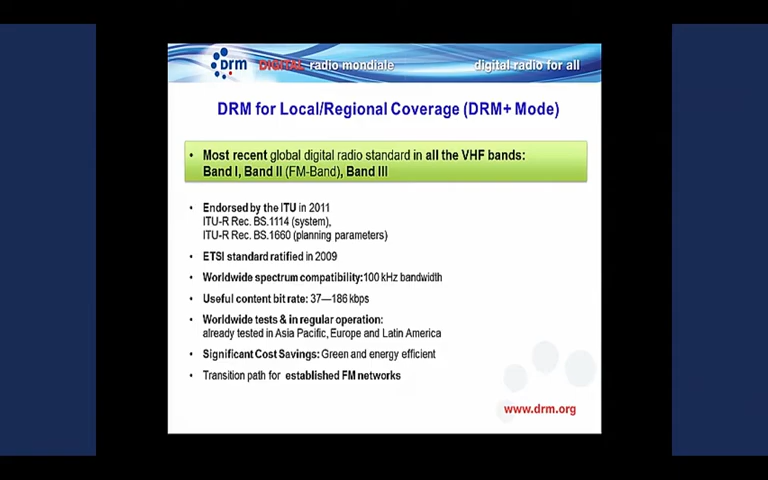 drm DIGITAL radio mondiale digital radio for all
DRM for Local/Regional Coverage (DRM+ Mode)
• Most recent global digital radio standard in all the VHF bands:
Band I, Band II (FM-Band), Band III
• Endorsed by the ITU in 2011
ITU-R Rec. BS.1114 (system),
ITU-R Rec. BS.1660 (planning parameters)
• ETSI standard ratified in 2009
• Worldwide spectrum compatibility:100 kHz bandwidth
• Useful content bit rate: 37—186 kbps
• Worldwide tests & in regular operation:
already tested in Asia Pacific, Europe and Latin America
• Significant Cost Savings: Green and energy efficient
• Transition path for established FM networks
www.drm.org